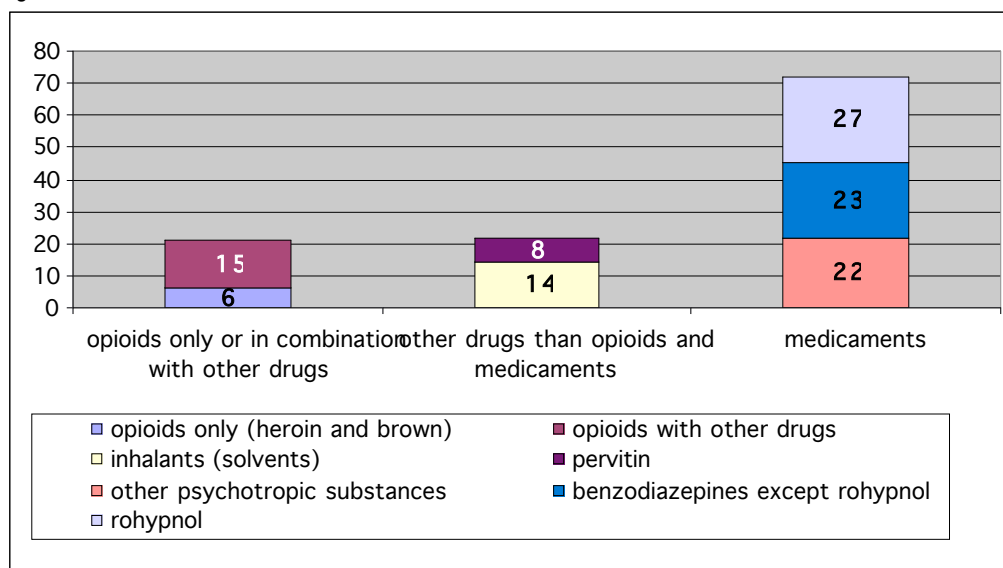 80
70
60
50
40
30
20
10
0
27
23
22
15
6
8
14
opioids only or in combination
with other drugs
other drugs than opioids and
medicaments
medicaments
opioids only (heroin and brown)
opioids with other drugs
inhalants (solvents)
pervitin
other psychotropic substances
benzodiazepines except rohypnol
rohypnol